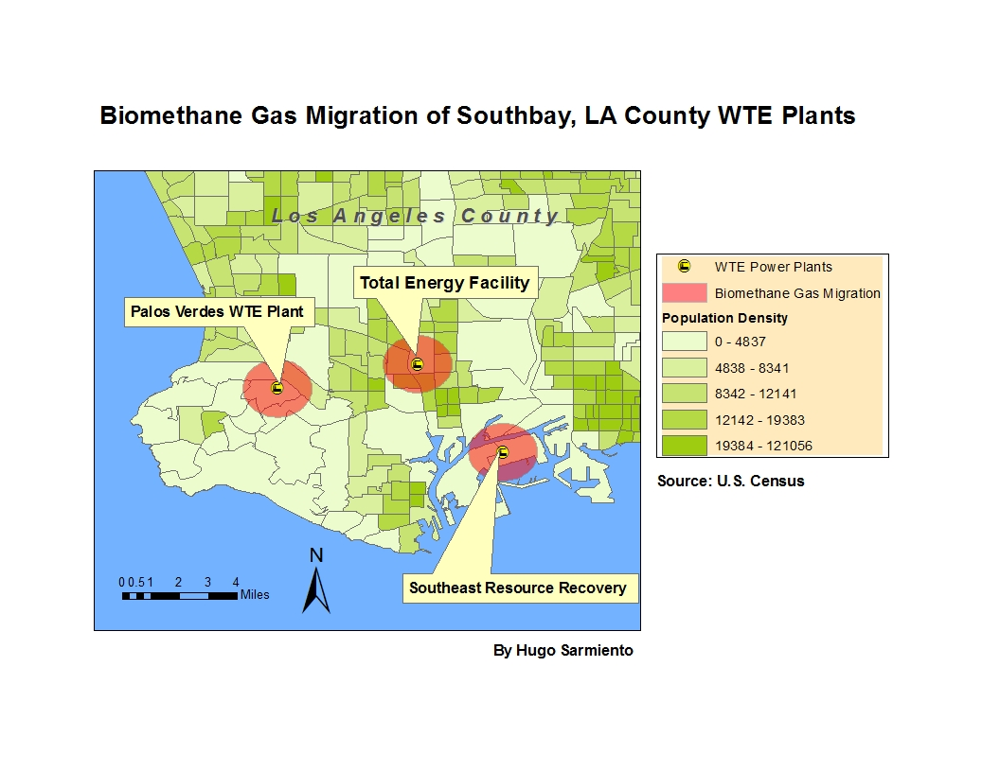 Biomethane Gas Migration of Southbay, LA County WTE Plants
Los Angeles County
Total Energy Facility
Palos Verdes WTE Plant
Southeast Resource Recovery
N
0 0.5 1 2 3 4
Miles
WTE Power Plants
Biomethane Gas Migration
Population Density
0 - 4837
4838 - 8341
8342 - 12141
12142 - 19383
19384 - 121056
Source: U.S. Census
By Hugo Sarmiento